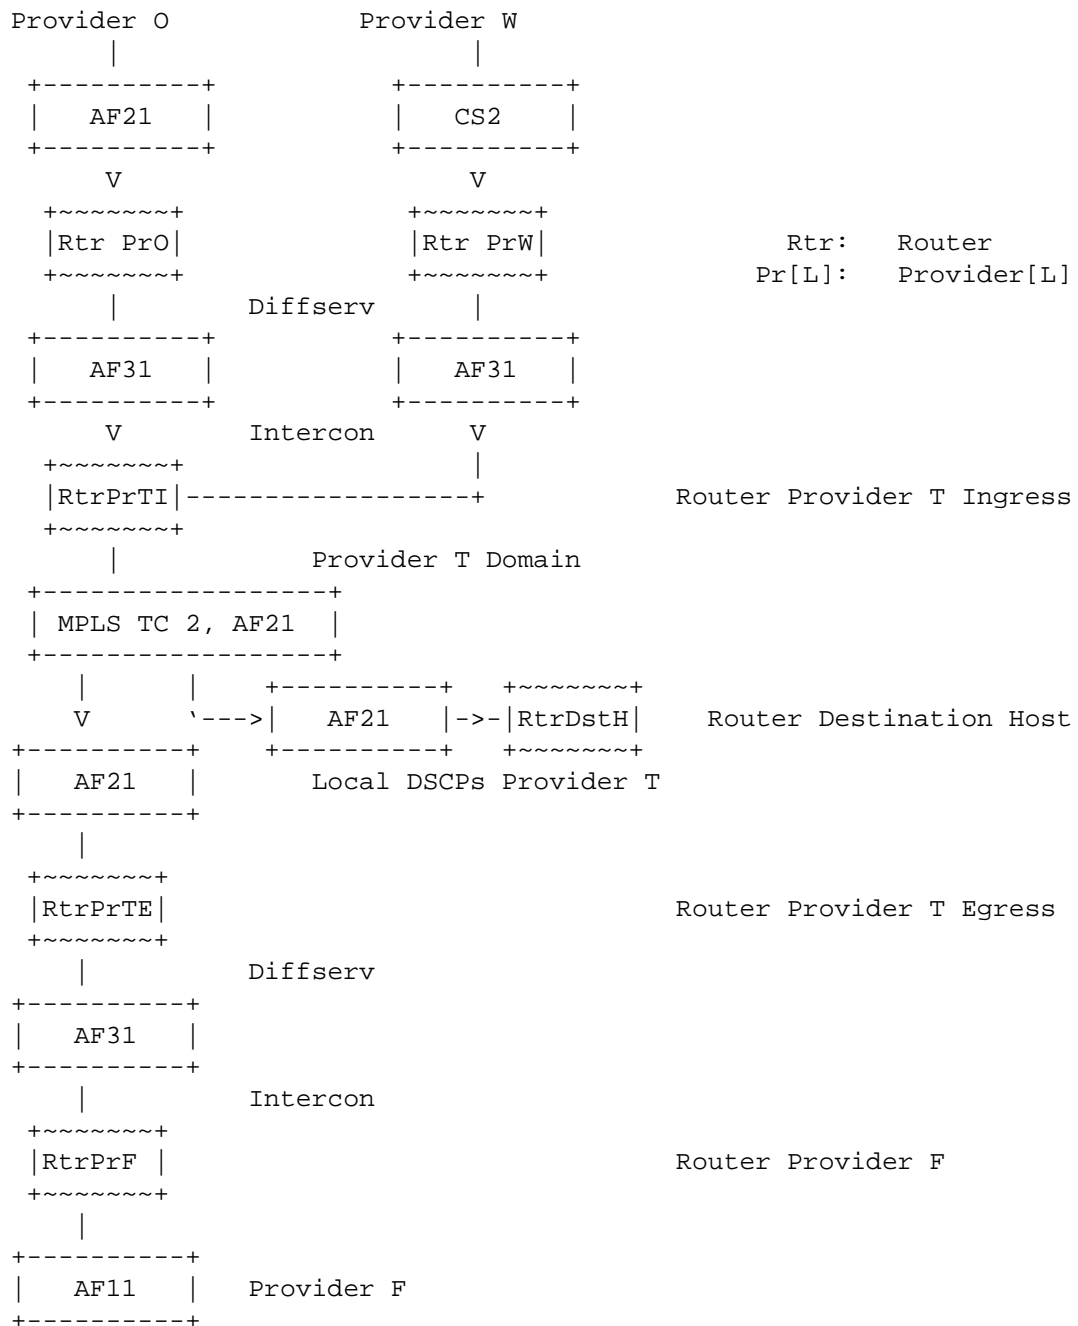 Provider O            Provider W
      |                      |
 +----------+           +----------+
 |   AF21   |           |   CS2    |
 +----------+           +----------+
      V                      V
  +~~~~~~~+              +~~~~~~~+
  |Rtr PrO|              |Rtr PrW|               Rtr:   Router
  +~~~~~~~+              +~~~~~~~+             Pr[L]:   Provider[L]
      |        Diffserv      |
 +----------+           +----------+
 |   AF31   |           |   AF31   |
 +----------+           +----------+
      V        Intercon      V
  +~~~~~~~+                  |
  |RtrPrTI|------------------+            Router Provider T Ingress
  +~~~~~~~+
      |            Provider T Domain
 +------------------+
 | MPLS TC 2, AF21  |
 +------------------+
    |      |    +----------+   +~~~~~~~+
    V      `--->|   AF21   |->-|RtrDstH|    Router Destination Host
+----------+    +----------+   +~~~~~~~+
|   AF21   |       Local DSCPs Provider T
+----------+
    |
 +~~~~~~~+
 |RtrPrTE|                                Router Provider T Egress
 +~~~~~~~+
    |          Diffserv
+----------+
|   AF31   |
+----------+
    |          Intercon
 +~~~~~~~+
 |RtrPrF |                                Router Provider F
 +~~~~~~~+
    |
+----------+
|   AF11   |   Provider F
+----------+